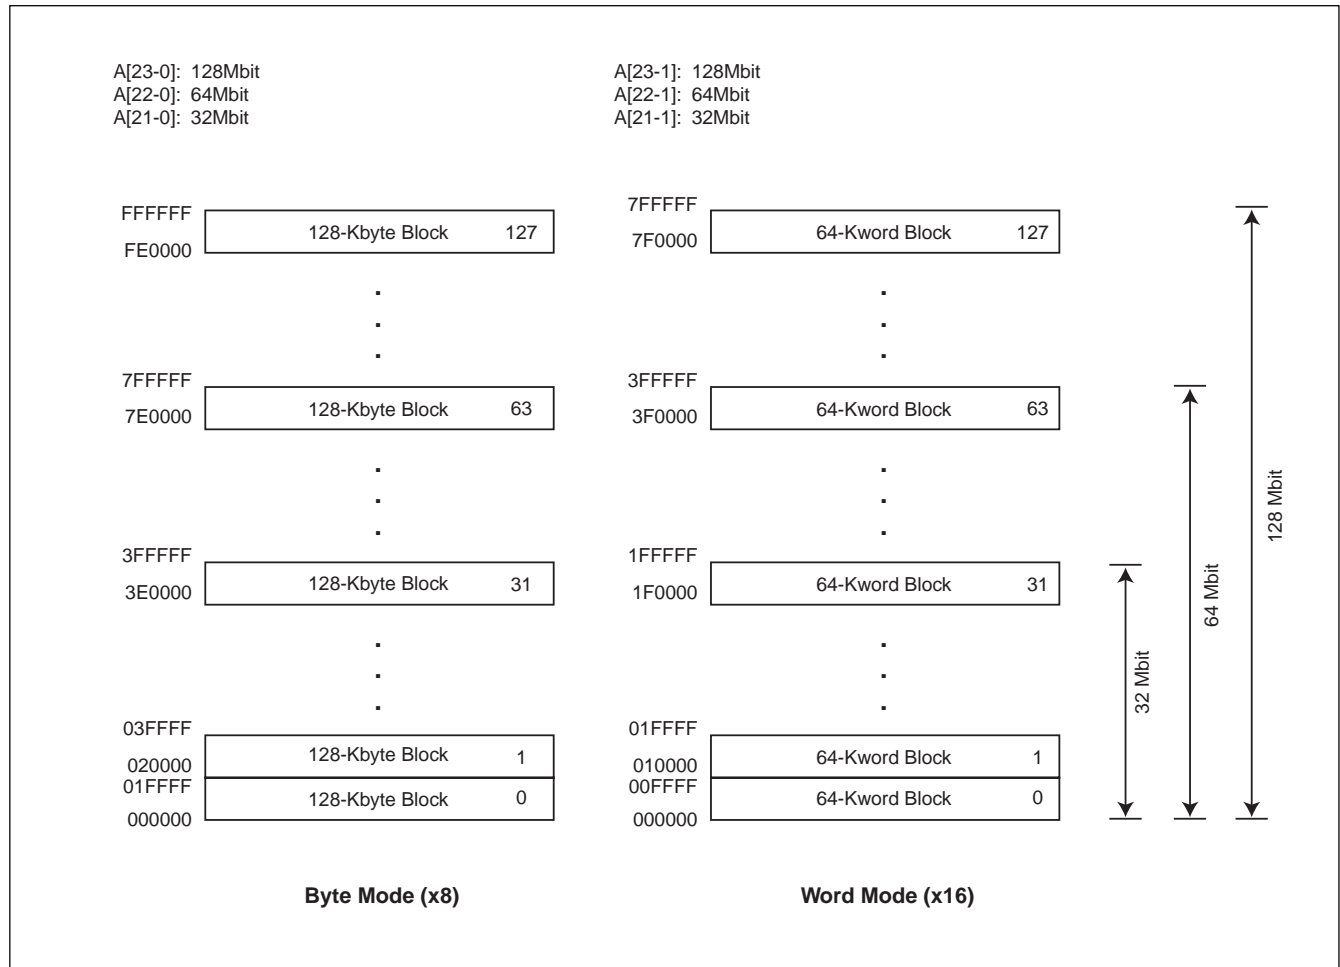 A[23-0]: 128Mbit
A[22-0]: 64Mbit
A[21-0]: 32Mbit
A[23-1]: 128Mbit
A[22-1]: 64Mbit
A[21-1]: 32Mbit
FFFFFF
128-Kbyte Block 127
FE0000
7FFFFF
128-Kbyte Block 63
7E0000
3FFFFF
128-Kbyte Block 31
3E0000
03FFFF
128-Kbyte Block 1
020000
01FFFF
128-Kbyte Block 0
000000
Byte Mode (x8)
7FFFFF
64-Kword Block 127
7F0000
3FFFFF
64-Kword Block 63
3F0000
1FFFFF
64-Kword Block 31
1F0000
01FFFF
64-Kword Block 1
010000
00FFFF
64-Kword Block 0
000000
Word Mode (x16)
32 Mbit
64 Mbit
128 Mbit